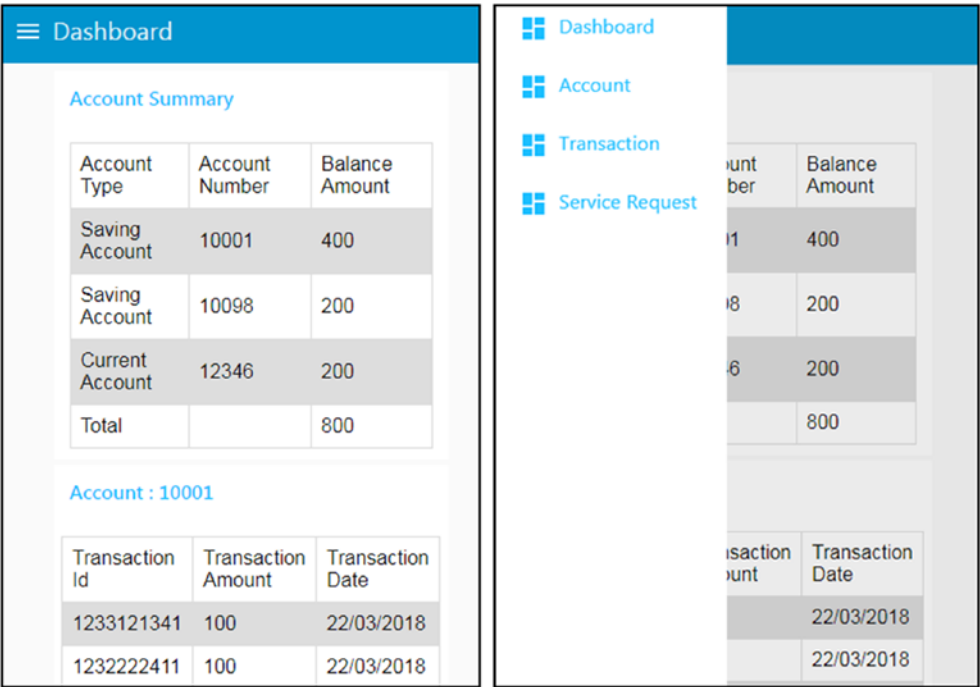 Dashboard
Account Summary
Account Type Account Number Balance Amount
Saving Account 10001 400
Saving Account 10098 200
Current Account 12346 200
Total 800
Account : 10001
Transaction Id Transaction Amount Transaction Date
1233121341 100 22/03/2018
1232222411 100 22/03/2018
Dashboard
Account
Transaction
Service Request
Balance Amount
400
200
200
800
Transaction Date
22/03/2018
22/03/2018